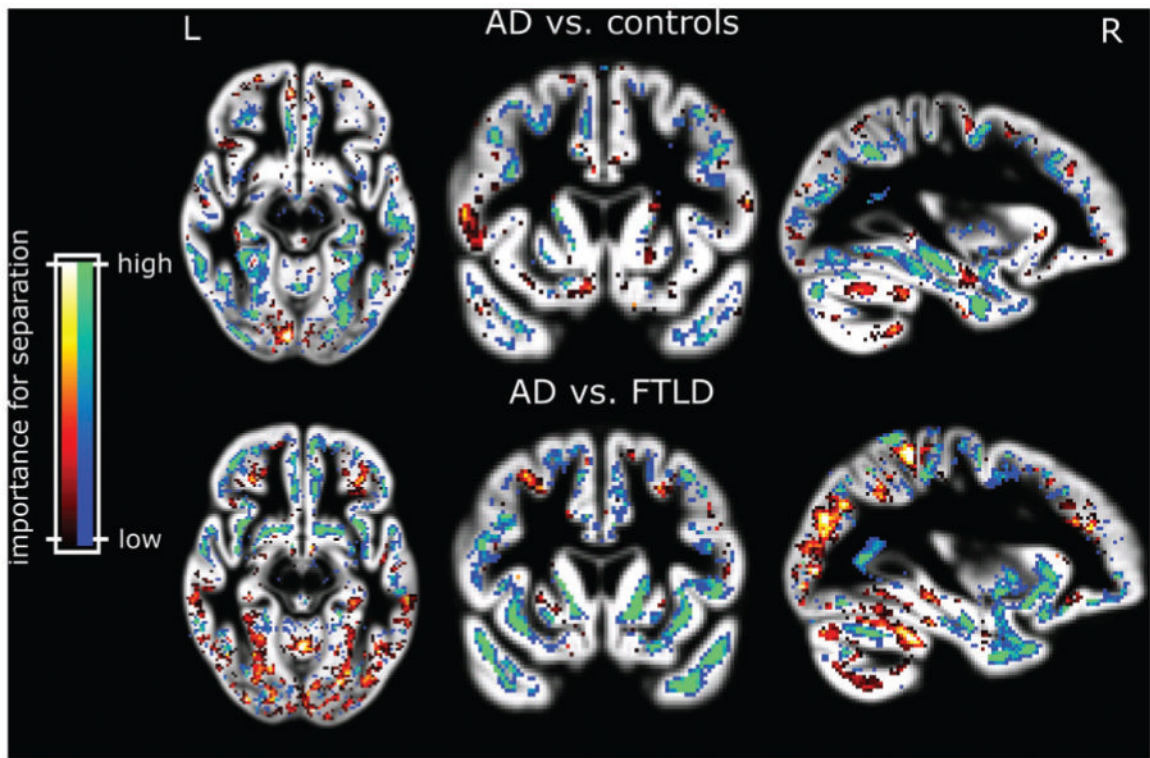 L
AD vs. controls
R
importance for separation
high
low
AD vs. FTLD